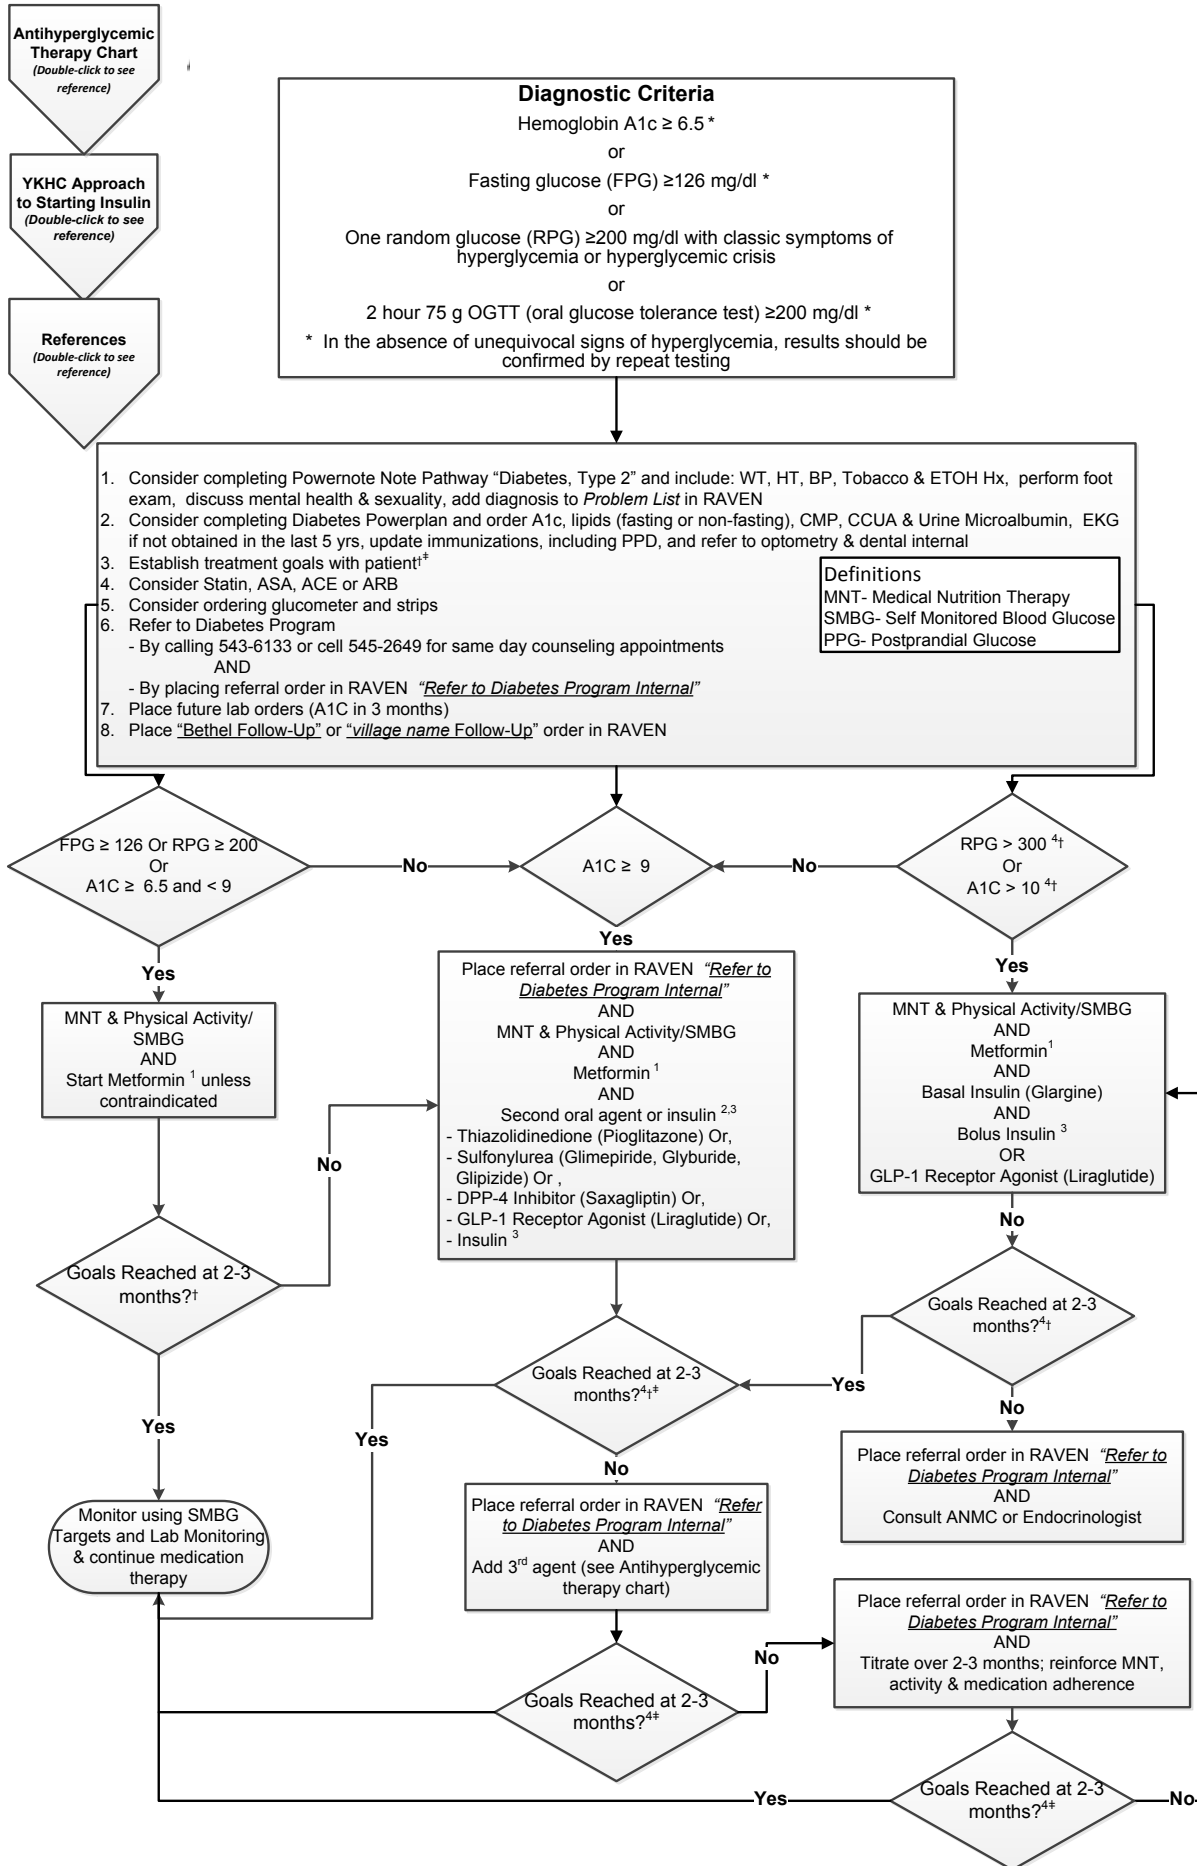 Antihyperglycemic
Therapy Chart
(Double-click to see
reference)
YKHC Approach
to Starting Insulin
(Double-click to see
reference)
References
(Double-click to see
reference)
Diagnostic Criteria
Hemoglobin A1c ≥ 6.5 *
or
Fasting glucose (FPG) ≥126 mg/dl *
or
One random glucose (RPG) ≥200 mg/dl with classic symptoms of
hyperglycemia or hyperglycemic crisis
or
2 hour 75 g OGTT (oral glucose tolerance test) ≥200 mg/dl *
* In the absence of unequivocal signs of hyperglycemia, results should be
confirmed by repeat testing
1. Consider completing Powernote Note Pathway “Diabetes, Type 2” and include: WT, HT, BP, Tobacco & ETOH Hx, perform foot
exam, discuss mental health & sexuality, add diagnosis to Problem List in RAVEN
2. Consider completing Diabetes Powerplan and order A1c, lipids (fasting or non-fasting), CMP, CCUA & Urine Microalbumin, EKG
if not obtained in the last 5 yrs, update immunizations, including PPD, and refer to optometry & dental internal
3. Establish treatment goals with patient†‡
4. Consider Statin, ASA, ACE or ARB
5. Consider ordering glucometer and strips
6. Refer to Diabetes Program
- By calling 543-6133 or cell 545-2649 for same day counseling appointments
AND
- By placing referral order in RAVEN “Refer to Diabetes Program Internal”
7. Place future lab orders (A1C in 3 months)
8. Place “Bethel Follow-Up” or “village name Follow-Up” order in RAVEN
Definitions
MNT- Medical Nutrition Therapy
SMBG- Self Monitored Blood Glucose
PPG- Postprandial Glucose
FPG ≥ 126 Or RPG ≥ 200
Or
A1C ≥ 6.5 and < 9
No
A1C ≥ 9
No
RPG > 300 4†
Or
A1C > 10 4†
Yes
MNT & Physical Activity/
SMBG
AND
Start Metformin 1 unless
contraindicated
No
Goals Reached at 2-3
months?†
Yes
Monitor using SMBG
Targets and Lab Monitoring
& continue medication
therapy
Yes
Place referral order in RAVEN “Refer to
Diabetes Program Internal”
AND
MNT & Physical Activity/SMBG
AND
Metformin 1
AND
Second oral agent or insulin 2,3
- Thiazolidinedione (Pioglitazone) Or,
- Sulfonylurea (Glimepiride, Glyburide,
Glipizide) Or ,
- DPP-4 Inhibitor (Saxagliptin) Or,
- GLP-1 Receptor Agonist (Liraglutide) Or,
- Insulin 3
Goals Reached at 2-3
months?4†‡
Yes
No
Place referral order in RAVEN “Refer
to Diabetes Program Internal”
AND
Add 3rd agent (see Antihyperglycemic
therapy chart)
Goals Reached at 2-3
months?4‡
No
Yes
MNT & Physical Activity/SMBG
AND
Metformin1
AND
Basal Insulin (Glargine)
AND
Bolus Insulin 3
OR
GLP-1 Receptor Agonist (Liraglutide)
No
Goals Reached at 2-3
months?4†
Yes
No
Place referral order in RAVEN “Refer to
Diabetes Program Internal”
AND
Consult ANMC or Endocrinologist
Place referral order in RAVEN “Refer to
Diabetes Program Internal”
AND
Titrate over 2-3 months; reinforce MNT,
activity & medication adherence
Goals Reached at 2-3
months?4‡
Yes
No